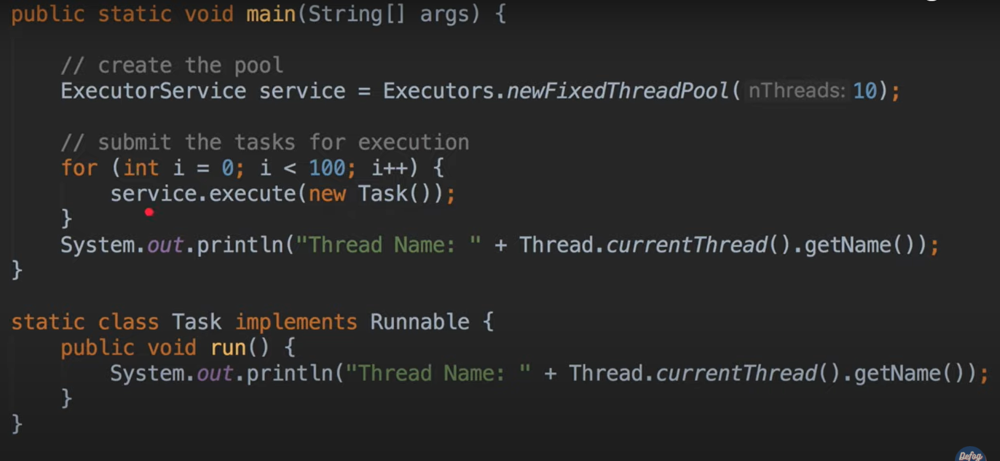 public static void main(String[] args) {
// create the pool
ExecutorService service = Executors.newFixedThreadPool( nThreads: 10);
// submit the tasks for execution
for (int i = 0; i < 100; i++) {
service.execute(new Task());
}
System.out.println("Thread Name: " + Thread.currentThread().getName());
}
static class Task implements Runnable {
public void run() {
System.out.println("Thread Name: " + Thread.currentThread().getName());
}
}
Defog